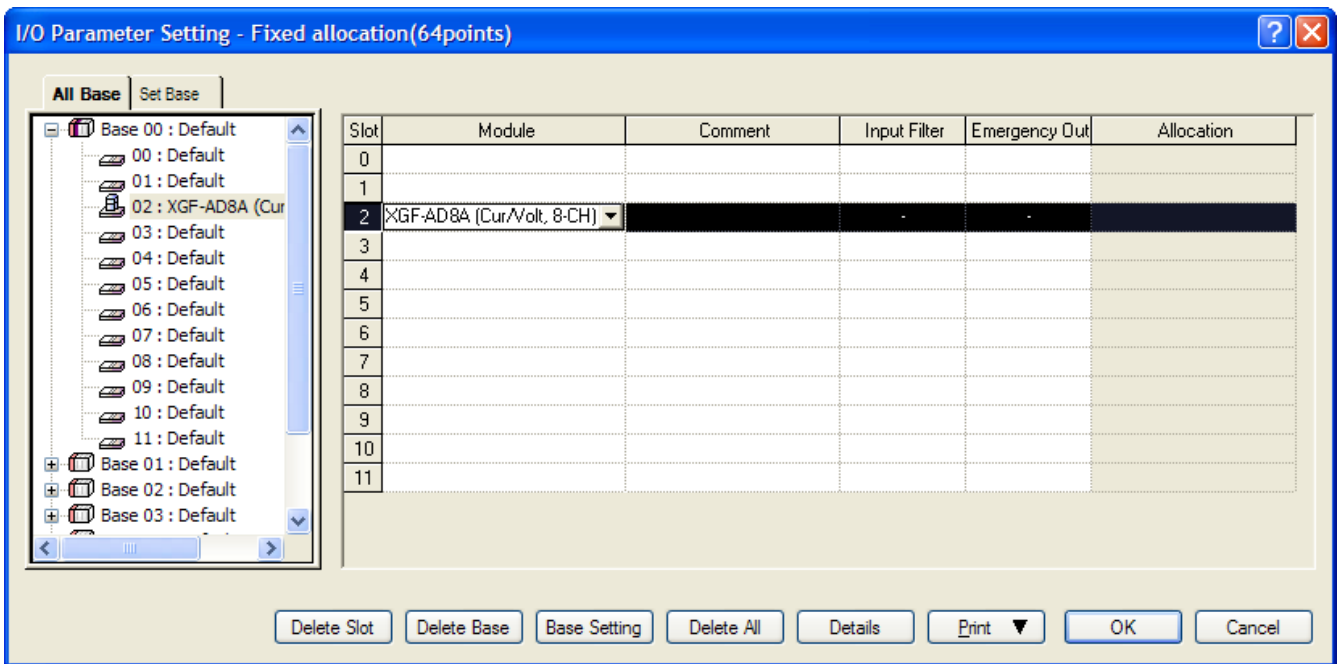 I/O Parameter Setting - Fixed allocation(64points)
All Base Set Base
Base 00 : Default
00 : Default
01 : Default
02 : XGF-AD8A (Cur
03 : Default
04 : Default
05 : Default
06 : Default
07 : Default
08 : Default
09 : Default
10 : Default
11 : Default
Base 01 : Default
Base 02 : Default
Base 03 : Default
Slot Module Comment Input Filter Emergency Out Allocation
0
1
2 XGF-AD8A (Cur/Volt, 8-CH) - -
3
4
5
6
7
8
9
10
11
Delete Slot Delete Base Base Setting Delete All Details Print ▼ OK Cancel